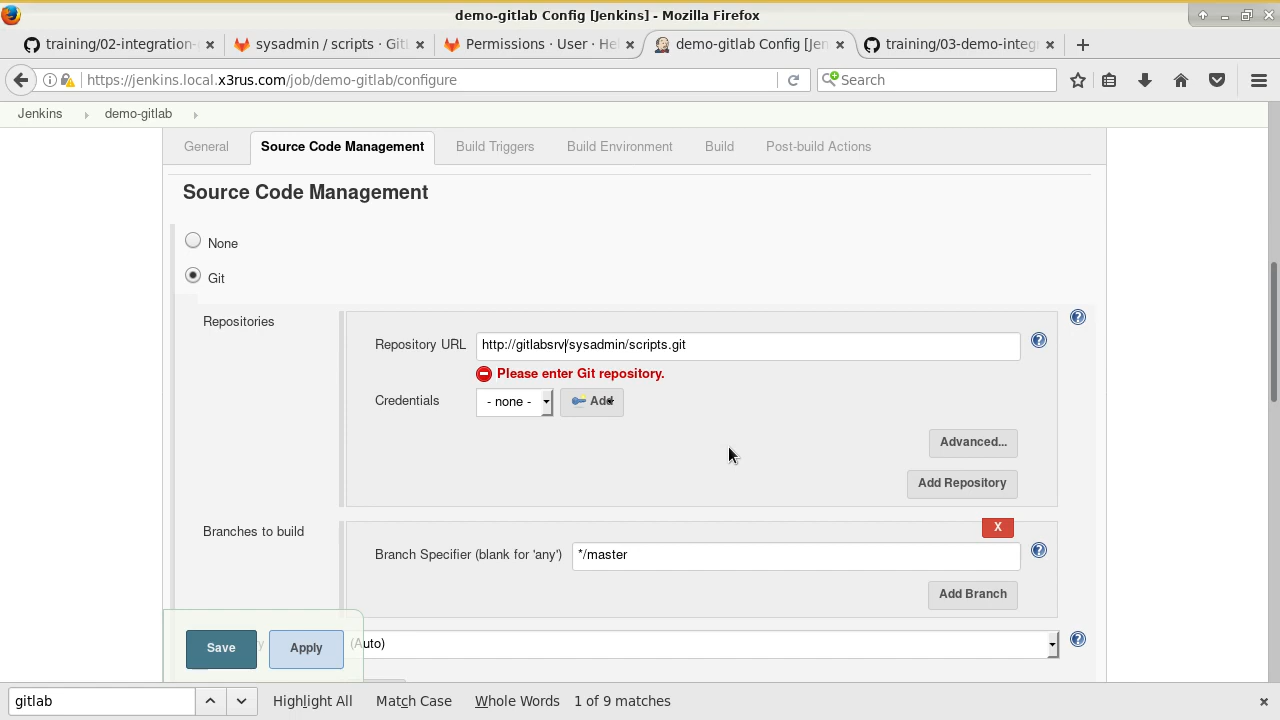 demo-gitlab Config [Jenkins] - Mozilla Firefox
training/02-integration-
sysadmin / scripts · GitL
Permissions · User · Hel
demo-gitlab Config [Jen
training/03-demo-integ
https://jenkins.local.x3rus.com/job/demo-gitlab/configure
Search
Jenkins
demo-gitlab
General
Source Code Management
Build Triggers
Build Environment
Build
Post-build Actions
Source Code Management
None
Git
Repositories
Repository URL
http://gitlabsrv/sysadmin/scripts.git
Please enter Git repository.
Credentials
- none -
Add
Advanced...
Add Repository
Branches to build
X
Branch Specifier (blank for 'any')
*/master
Add Branch
(Auto)
Save
Apply
gitlab
Highlight All
Match Case
Whole Words
1 of 9 matches